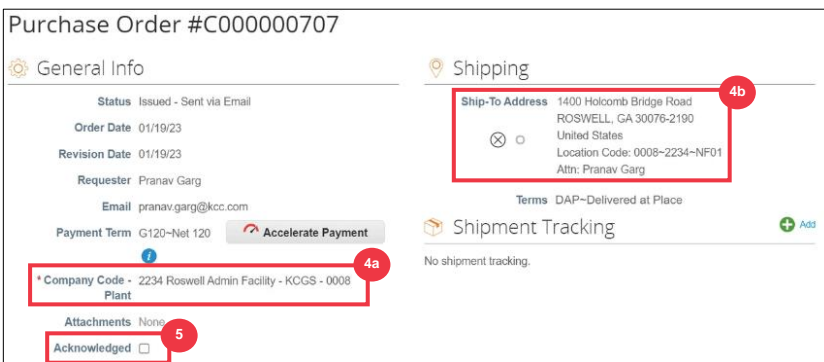 Purchase Order #C000000707
General Info
Status Issued - Sent via Email
Order Date 01/19/23
Revision Date 01/19/23
Requester Pranav Garg
Email pranav.garg@kcc.com
Payment Term G120~Net 120 Accelerate Payment
i
4a
* Company Code - 2234 Roswell Admin Facility - KCGS - 0008
Plant
Attachments None
5
Acknowledged
Shipping
4b
Ship-To Address 1400 Holcomb Bridge Road
ROSWELL, GA 30076-2190
United States
Location Code: 0008~2234~NF01
Attn: Pranav Garg
Terms DAP~Delivered at Place
Shipment Tracking Add
No shipment tracking.